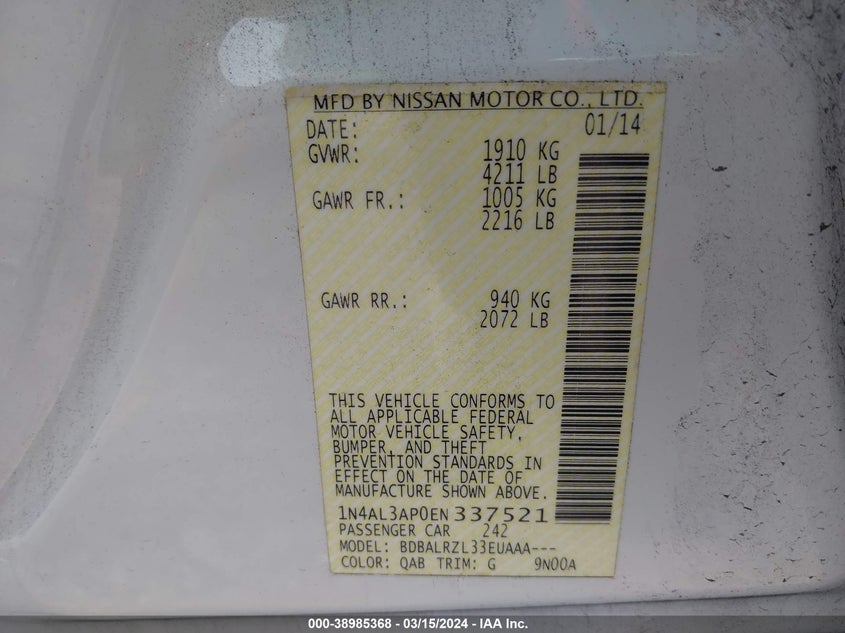 MFD BY NISSAN MOTOR CO., LTD.
DATE: 01/14
GVWR: 1910 KG
4211 LB
GAWR FR.: 1005 KG
2216 LB
GAWR RR.: 940 KG
2072 LB
THIS VEHICLE CONFORMS TO
ALL APPLICABLE FEDERAL
MOTOR VEHICLE SAFETY,
BUMPER, AND THEFT
PREVENTION STANDARDS IN
EFFECT ON THE DATE OF
MANUFACTURE SHOWN ABOVE.
1N4AL3AP0EN337521
PASSENGER CAR 242
MODEL: BDBALRZL33EUAAA---
COLOR: QAB TRIM: G 9N00A
000-38985368 - 03/15/2024 - IAA Inc.